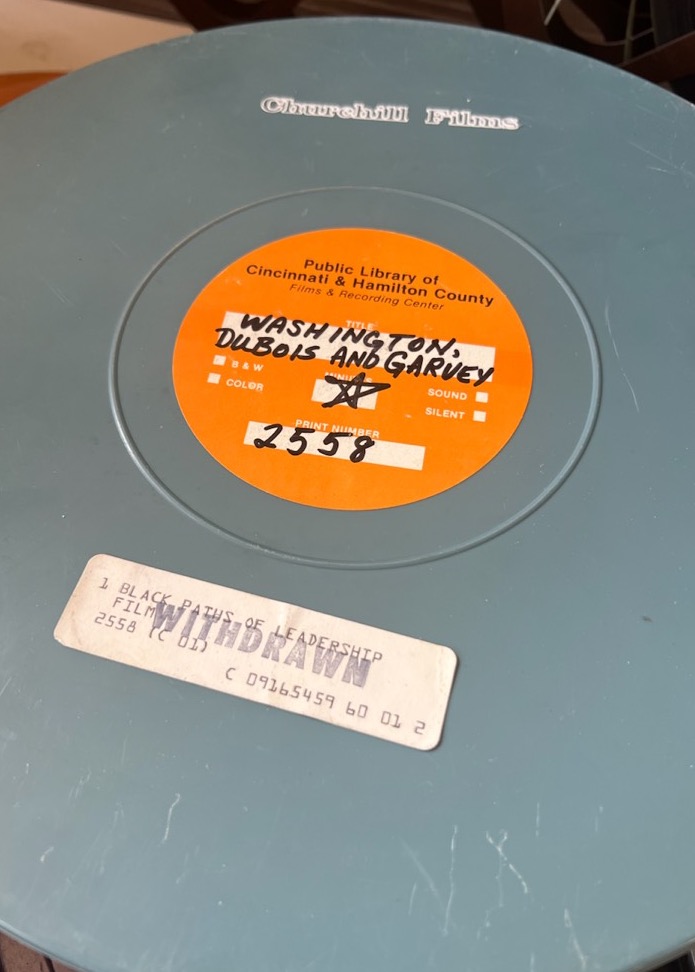 Churchill Films
Public Library of
Cincinnati & Hamilton County
Films & Recording Center
TITLE
WASHINGTON,
DUBOIS AND GARVEY
B & W
COLOR
SOUND
SILENT
PRINT NUMBER
2558
1 BLACK PATHS OF LEADERSHIP
FILM
WITHDRAWN
2558 (C 01)
C 09165459 60 01 2